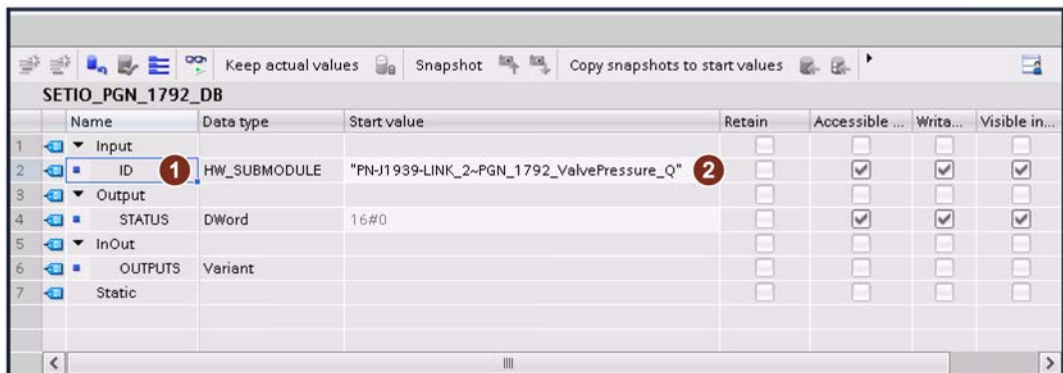 Keep actual values Snapshot Copy snapshots to start values
SETIO_PGN_1792_DB
Name Data type Start value Retain Accessible ... Writa... Visible in...
1 Input
2 ID 1 HW_SUBMODULE "PN-J1939-LINK_2~PGN_1792_ValvePressure_Q" 2
3 Output
4 STATUS DWord 16#0
5 InOut
6 OUTPUTS Variant
7 Static